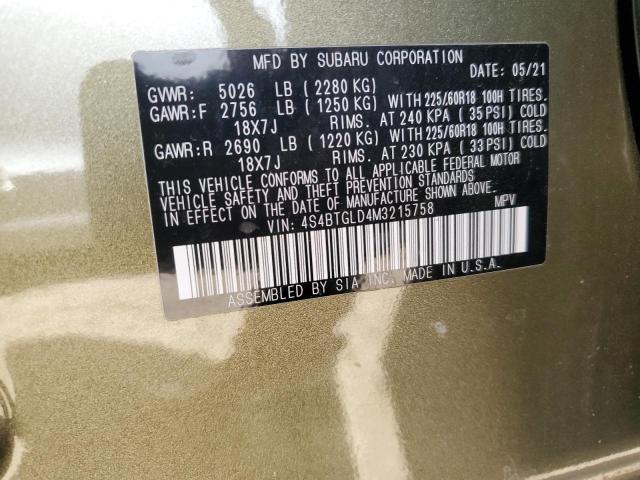 MFD BY SUBARU CORPORATION
DATE: 05/21
GVWR: 5026 LB ( 2280 KG)
GAWR:F 2756 LB ( 1250 KG) WITH 225/60R18 100H TIRES.
18X7J RIMS. AT 240 KPA ( 35 PSI) COLD
GAWR:R 2690 LB ( 1220 KG) WITH 225/60R18 100H TIRES.
18X7J RIMS. AT 230 KPA ( 33 PSI) COLD
THIS VEHICLE CONFORMS TO ALL APPLICABLE FEDERAL MOTOR
VEHICLE SAFETY AND THEFT PREVENTION STANDARDS
IN EFFECT ON THE DATE OF MANUFACTURE SHOWN ABOVE.
VIN: 4S4BTGLD4M3215758 MPV
ASSEMBLED BY SIA INC. MADE IN U.S.A.